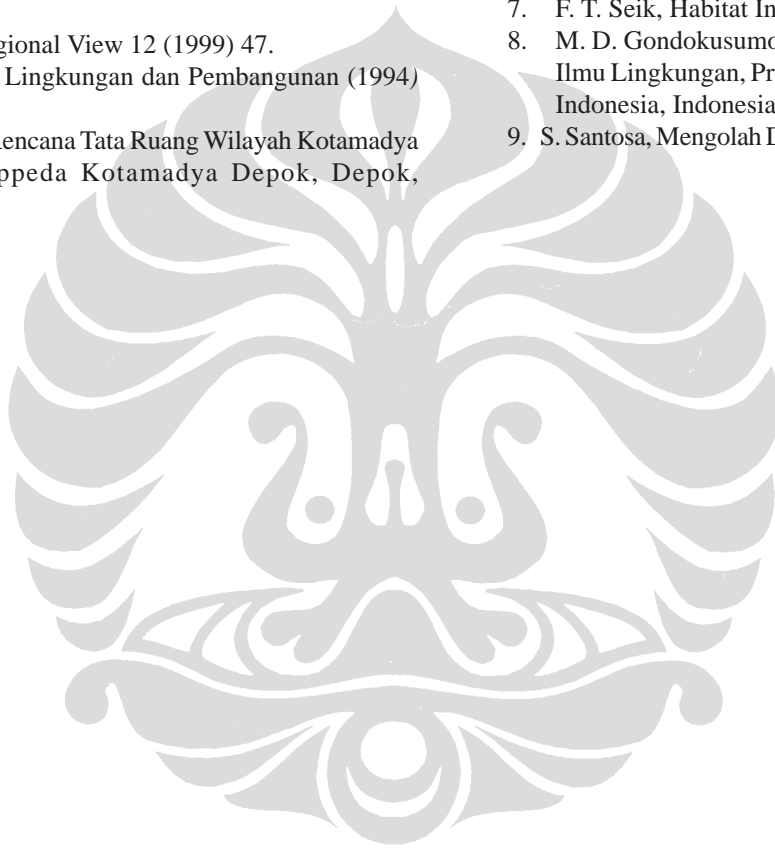 gional View 12 (1999) 47.
Lingkungan dan Pembangunan (1994)
Rencana Tata Ruang Wilayah Kotamadya
ppeda Kotamadya Depok, Depok,
7. F. T. Seik, Habitat In
8. M. D. Gondokusumo
Ilmu Lingkungan, Pr
Indonesia, Indonesia
9. S. Santosa, Mengolah D